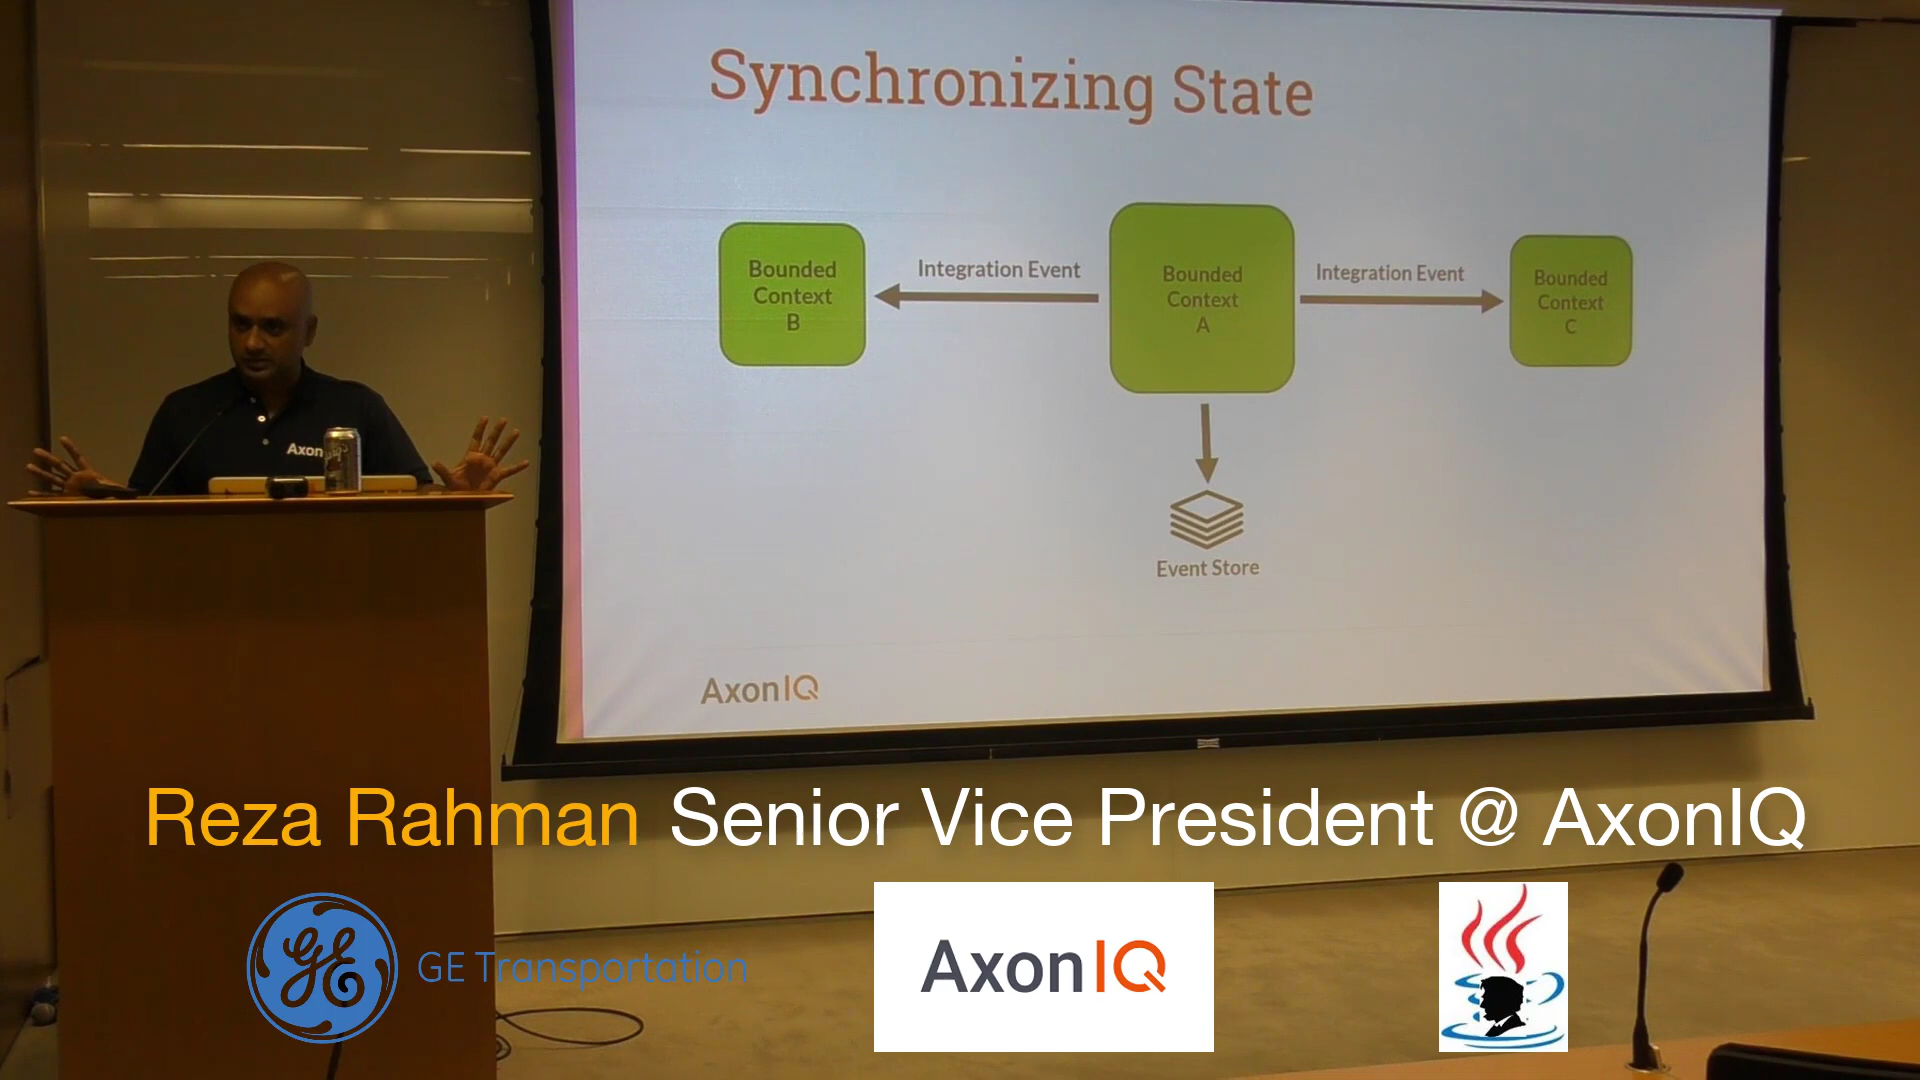 Synchronizing State
Bounded
Context
B
Integration Event
Bounded
Context
A
Integration Event
Bounded
Context
C
Event Store
AxonIQ
Axon
Reza Rahman Senior Vice President @ AxonIQ
GE GE Transportation
AxonIQ